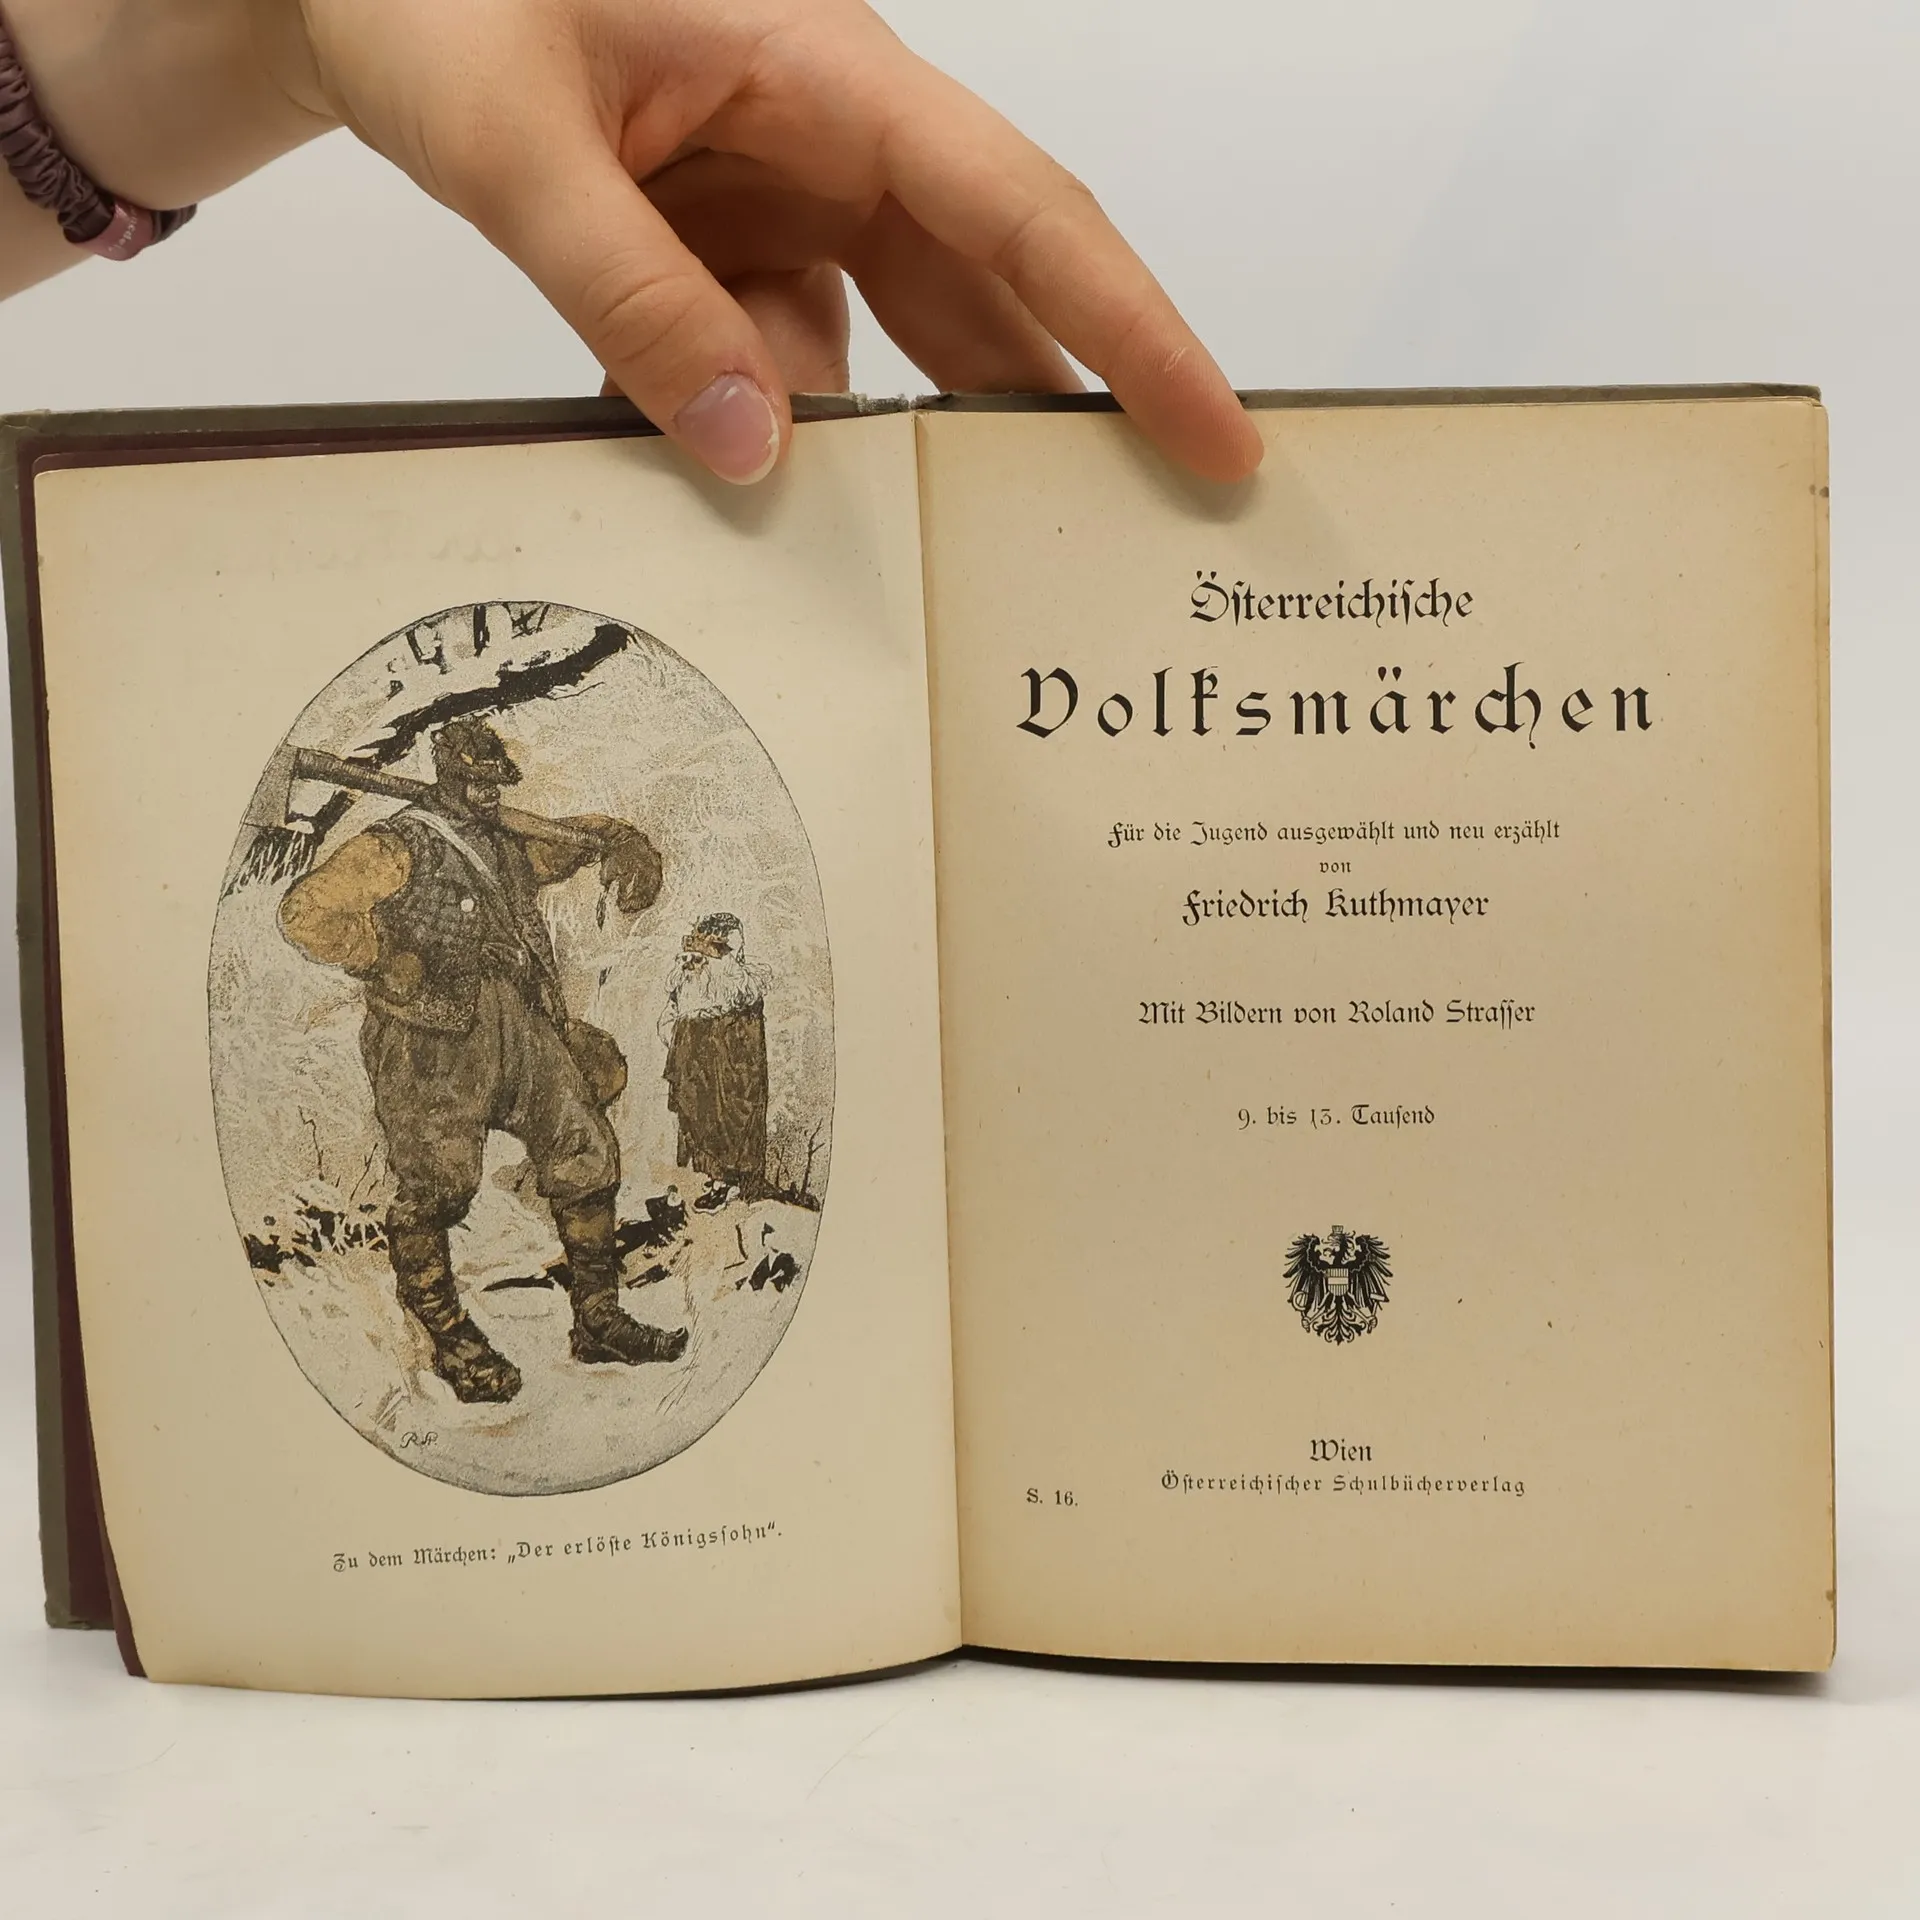 Zu dem Märchen: „Der erlöste Königssohn“.
Österreichische
Volksmärchen
Für die Jugend ausgewählt und neu erzählt
von
Friedrich Kuthmayer
Mit Bildern von Roland Strasser
9. bis 13. Tausend
Wien
Österreichischer Schulbücherverlag
S. 16.